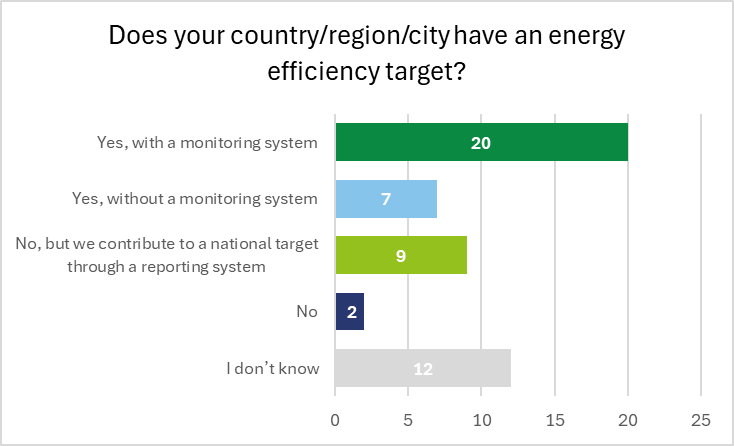 Does your country/region/city have an energy
efficiency target?
Yes, with a monitoring system
20
Yes, without a monitoring system
7
No, but we contribute to a national target
through a reporting system
9
No
2
I don’t know
12
0 5 10 15 20 25